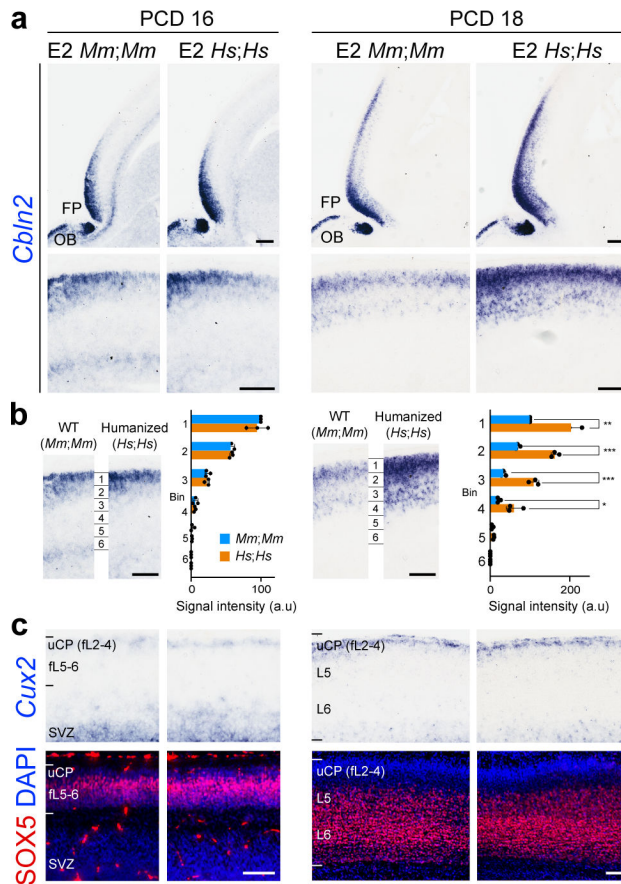 a
PCD 16
PCD 18
E2 Mm;Mm
E2 Hs;Hs
E2 Mm;Mm
E2 Hs;Hs
Cbln2
FP
OB
FP
OB
b
WT
(Mm;Mm)
Humanized
(Hs;Hs)
1
2
3
4
5
6
1
2
3
Bin
4
5
6
Mm;Mm
Hs;Hs
0
100
Signal intensity (a.u)
WT
(Mm;Mm)
Humanized
(Hs;Hs)
1
2
3
4
5
6
1
2
3
Bin
4
5
6
**
***
***
*
0
200
Signal intensity (a.u)
c
Cux2
uCP (fL2-4)
fL5-6
SVZ
uCP (fL2-4)
L5
L6
SOX5 DAPI
uCP
fL5-6
SVZ
uCP (fL2-4)
L5
L6